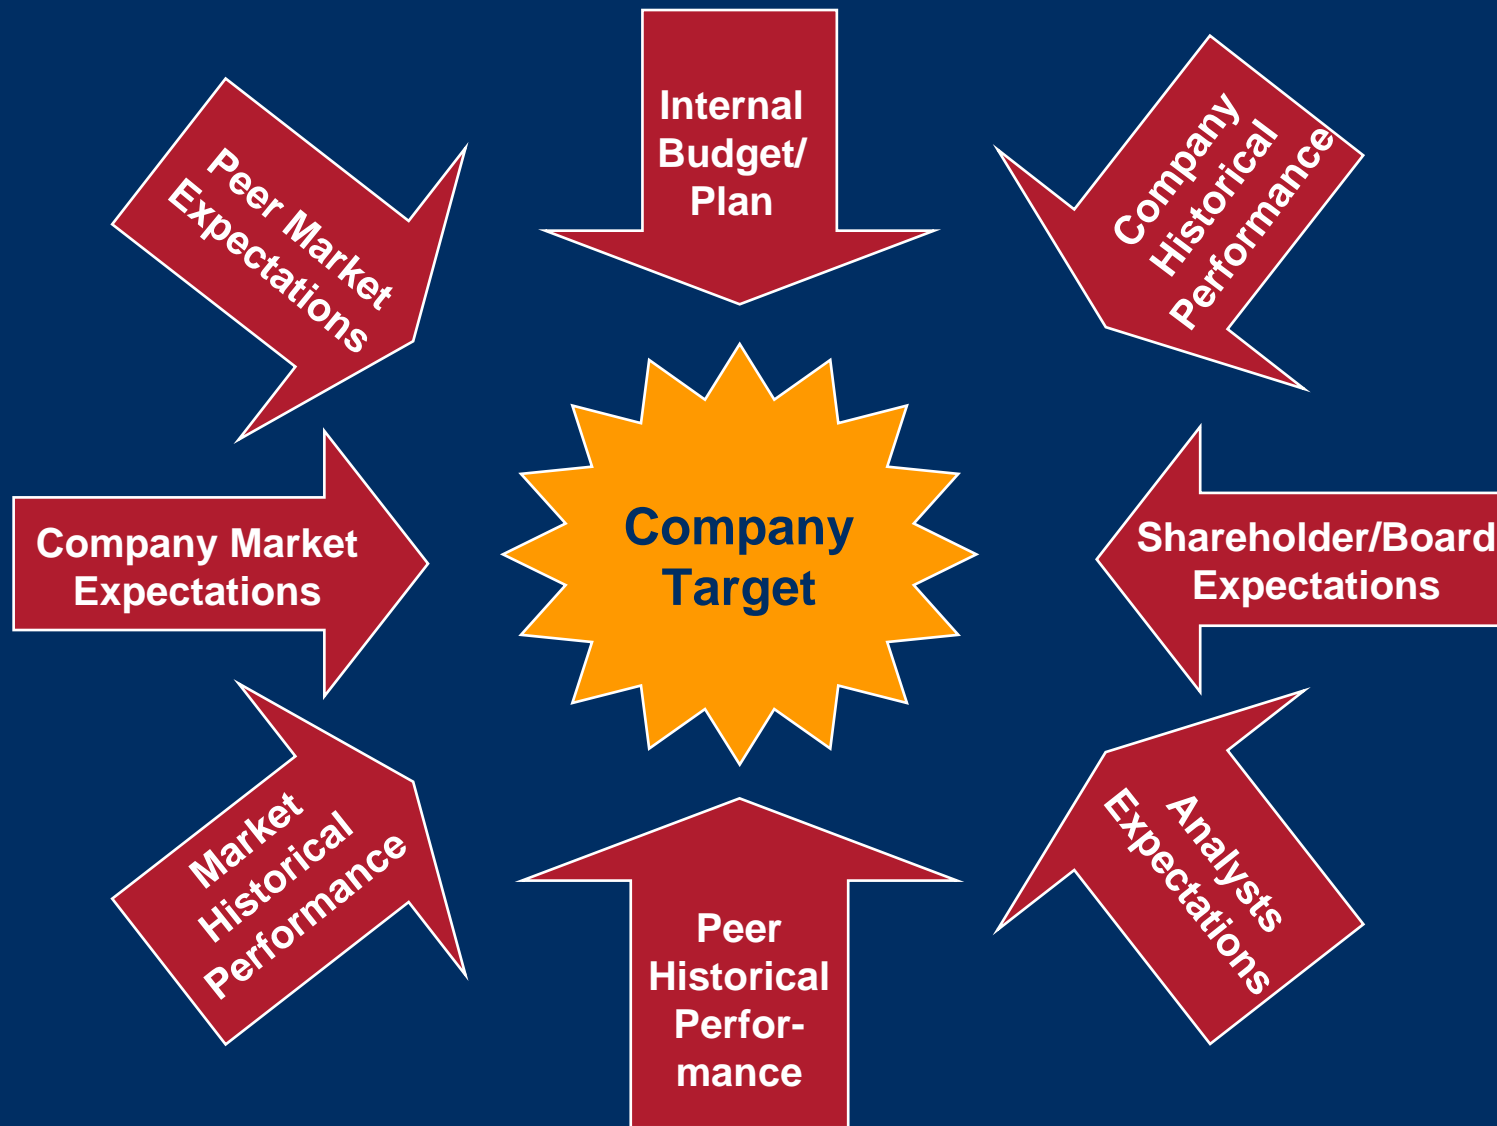 Internal
Budget/
Plan
Peer Market
Expectations
Company
Historical
Performance
Company Market
Expectations
Company
Target
Shareholder/Board
Expectations
Market
Historical
Performance
Peer
Historical
Perfor-
mance
Analysts
Expectations